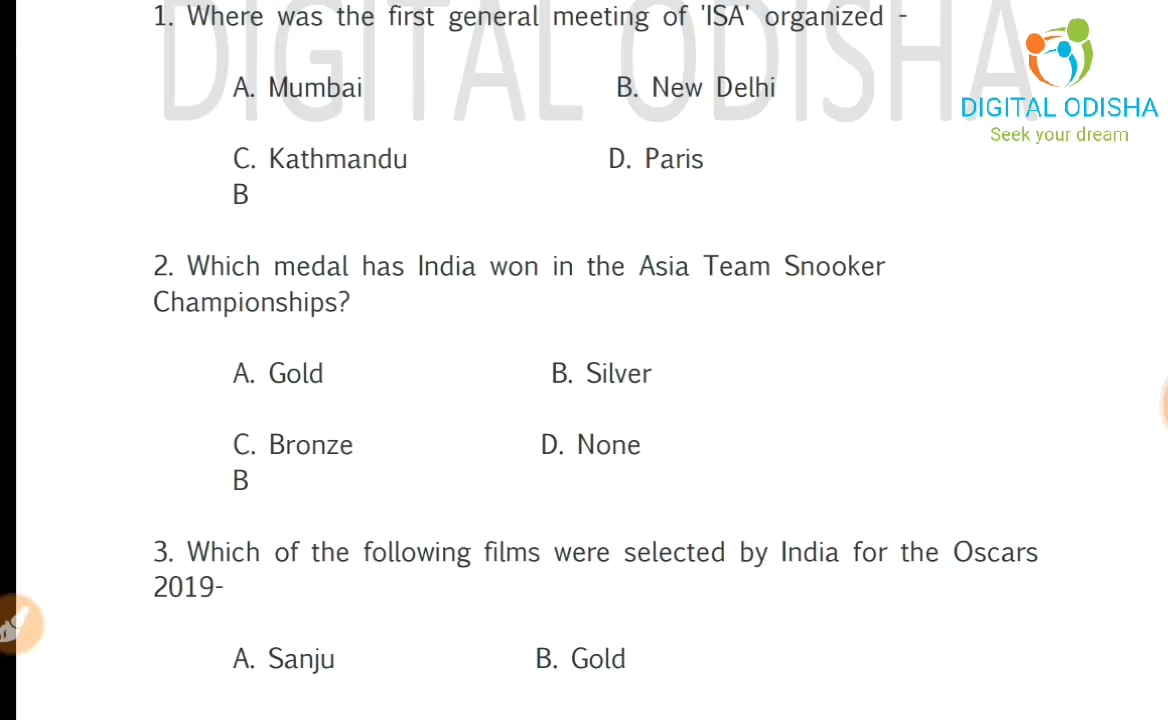 DIGITAL ODISHA
1. Where was the first general meeting of 'ISA' organized -
DIGITAL ODISHA
Seek your dream
A. Mumbai B. New Delhi
C. Kathmandu D. Paris
B
2. Which medal has India won in the Asia Team Snooker
Championships?
A. Gold B. Silver
C. Bronze D. None
B
3. Which of the following films were selected by India for the Oscars
2019-
A. Sanju B. Gold